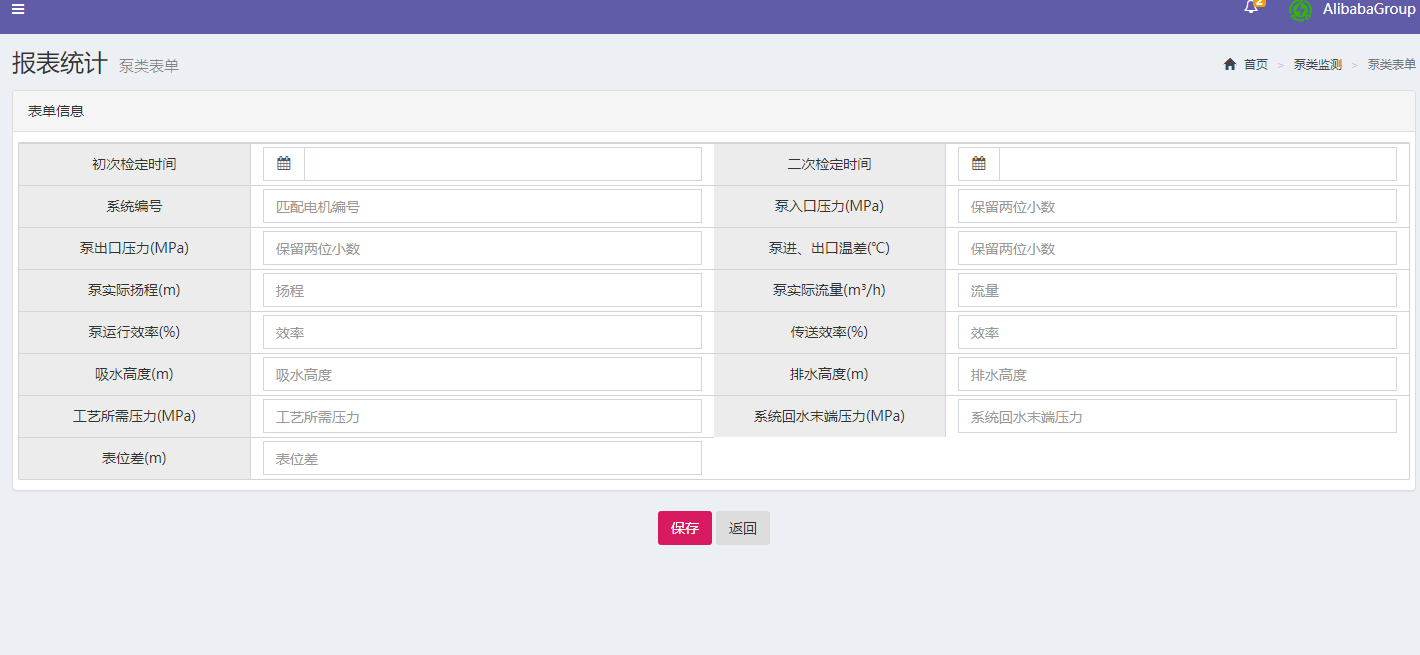 2
AlibabaGroup
报表统计 泵类表单
首页 > 泵类监测 > 泵类表单
表单信息
初次检定时间 二次检定时间
系统编号 匹配电机编号 泵入口压力(MPa) 保留两位小数
泵出口压力(MPa) 保留两位小数 泵进、出口温差(℃) 保留两位小数
泵实际扬程(m) 扬程 泵实际流量(m³/h) 流量
泵运行效率(%) 效率 传送效率(%) 效率
吸水高度(m) 吸水高度 排水高度(m) 排水高度
工艺所需压力(MPa) 工艺所需压力 系统回水末端压力(MPa) 系统回水末端压力
表位差(m) 表位差
保存 返回